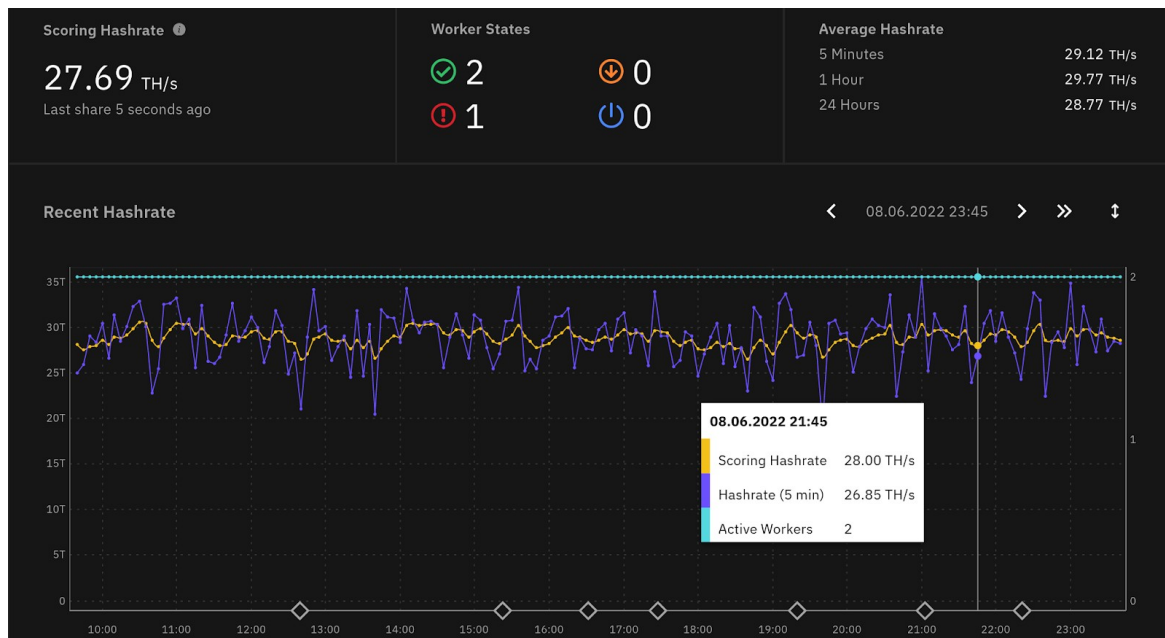 Scoring Hashrate
27.69 TH/s
Last share 5 seconds ago
Worker States
2
0
1
0
Average Hashrate
5 Minutes 29.12 TH/s
1 Hour 29.77 TH/s
24 Hours 28.77 TH/s
Recent Hashrate
08.06.2022 23:45
35T
30T
25T
20T
15T
10T
5T
0
2
1
0
08.06.2022 21:45
Scoring Hashrate 28.00 TH/s
Hashrate (5 min) 26.85 TH/s
Active Workers 2
10:00 11:00 12:00 13:00 14:00 15:00 16:00 17:00 18:00 19:00 20:00 21:00 22:00 23:00